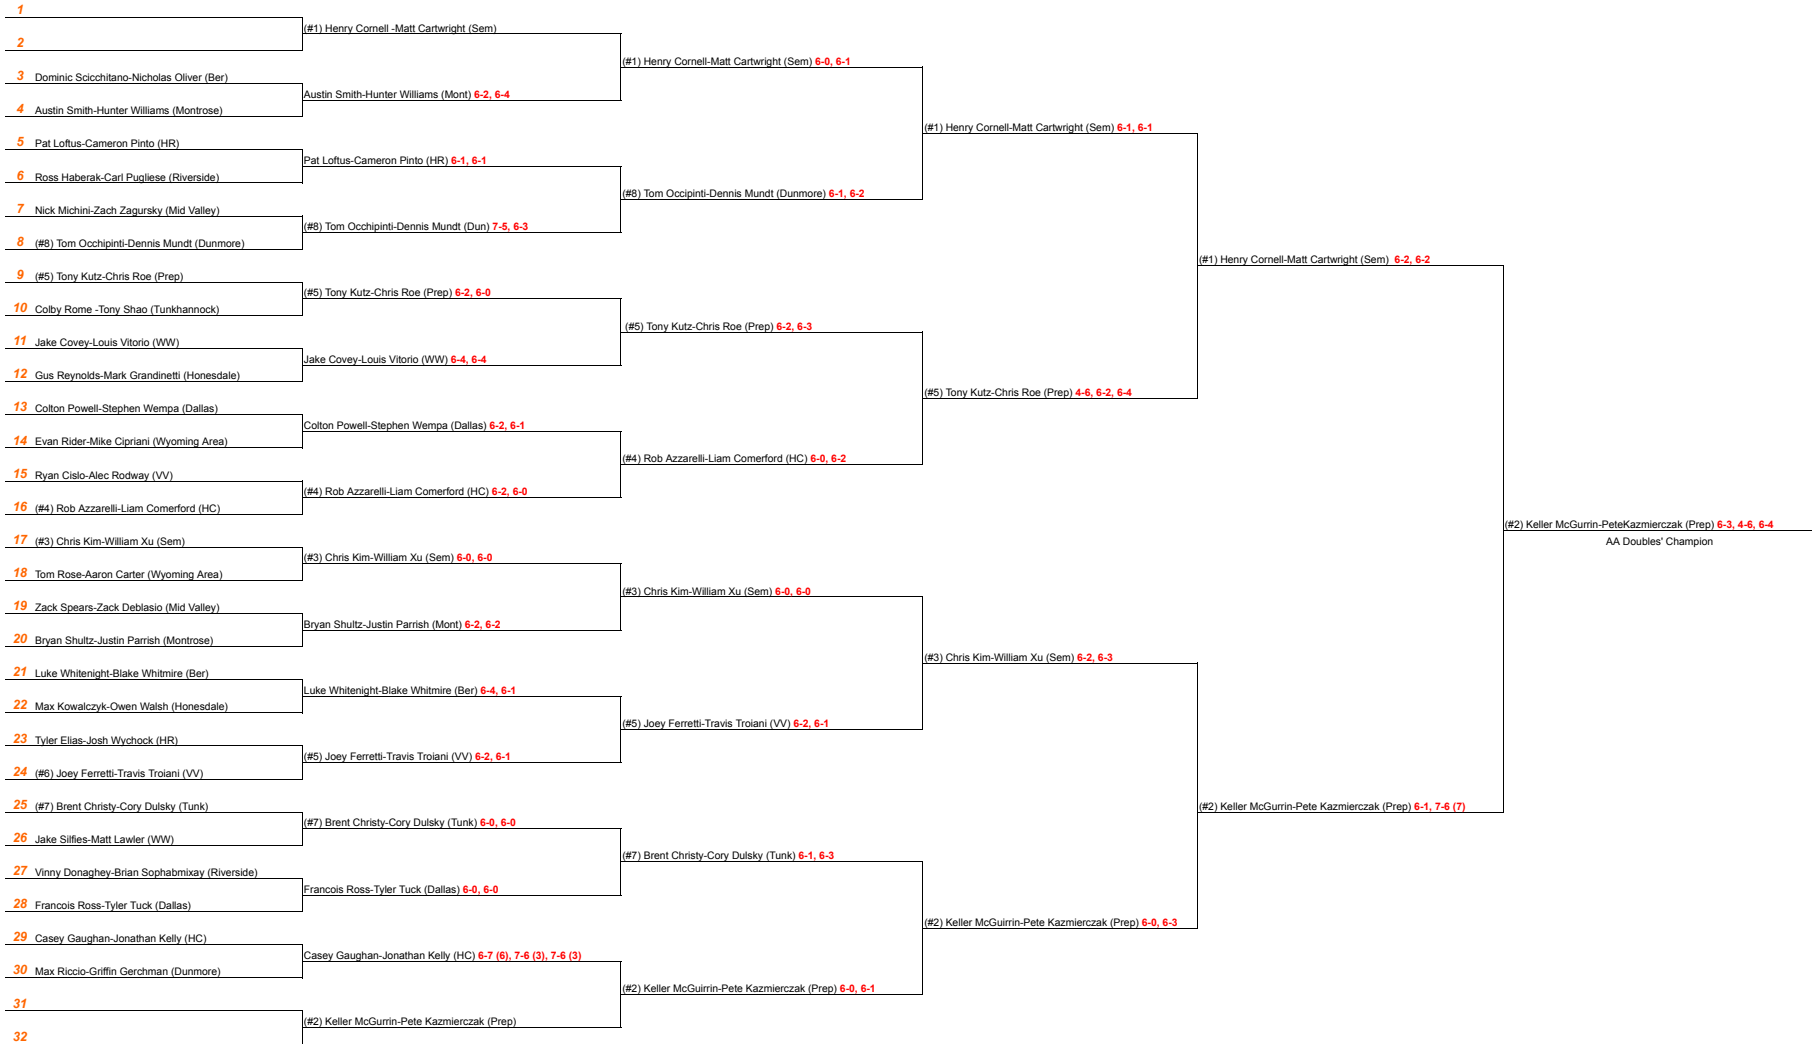 1
(#1) Henry Cornell -Matt Cartwright (Sem)
2
(#1) Henry Cornell-Matt Cartwright (Sem) 6-0, 6-1
3 Dominic Scicchitano-Nicholas Oliver (Ber)
Austin Smith-Hunter Williams (Mont) 6-2, 6-4
4 Austin Smith-Hunter Williams (Montrose)
(#1) Henry Cornell-Matt Cartwright (Sem) 6-1, 6-1
5 Pat Loftus-Cameron Pinto (HR)
Pat Loftus-Cameron Pinto (HR) 6-1, 6-1
6 Ross Haberak-Carl Pugliese (Riverside)
(#8) Tom Occipinti-Dennis Mundt (Dunmore) 6-1, 6-2
7 Nick Michini-Zach Zagursky (Mid Valley)
(#8) Tom Occhipinti-Dennis Mundt (Dun) 7-5, 6-3
8 (#8) Tom Occhipinti-Dennis Mundt (Dunmore)
(#1) Henry Cornell-Matt Cartwright (Sem) 6-2, 6-2
9 (#5) Tony Kutz-Chris Roe (Prep)
(#5) Tony Kutz-Chris Roe (Prep) 6-2, 6-0
10 Colby Rome -Tony Shao (Tunkhannock)
(#5) Tony Kutz-Chris Roe (Prep) 6-2, 6-3
11 Jake Covey-Louis Vitorio (WW)
Jake Covey-Louis Vitorio (WW) 6-4, 6-4
12 Gus Reynolds-Mark Grandinetti (Honesdale)
(#5) Tony Kutz-Chris Roe (Prep) 4-6, 6-2, 6-4
13 Colton Powell-Stephen Wempa (Dallas)
Colton Powell-Stephen Wempa (Dallas) 6-2, 6-1
14 Evan Rider-Mike Cipriani (Wyoming Area)
(#4) Rob Azzarelli-Liam Comerford (HC) 6-0, 6-2
15 Ryan Cislo-Alec Rodway (VV)
(#4) Rob Azzarelli-Liam Comerford (HC) 6-2, 6-0
16 (#4) Rob Azzarelli-Liam Comerford (HC)
(#2) Keller McGurrin-PeteKazmierczak (Prep) 6-3, 4-6, 6-4
AA Doubles' Champion
17 (#3) Chris Kim-William Xu (Sem)
(#3) Chris Kim-William Xu (Sem) 6-0, 6-0
18 Tom Rose-Aaron Carter (Wyoming Area)
(#3) Chris Kim-William Xu (Sem) 6-0, 6-0
19 Zack Spears-Zack Deblasio (Mid Valley)
Bryan Shultz-Justin Parrish (Mont) 6-2, 6-2
20 Bryan Shultz-Justin Parrish (Montrose)
(#3) Chris Kim-William Xu (Sem) 6-2, 6-3
21 Luke Whitenight-Blake Whitmire (Ber)
Luke Whitenight-Blake Whitmire (Ber) 6-4, 6-1
22 Max Kowalczyk-Owen Walsh (Honesdale)
(#5) Joey Ferretti-Travis Troiani (VV) 6-2, 6-1
23 Tyler Elias-Josh Wychock (HR)
(#5) Joey Ferretti-Travis Troiani (VV) 6-2, 6-1
24 (#6) Joey Ferretti-Travis Troiani (VV)
(#2) Keller McGurrin-Pete Kazmierczak (Prep) 6-1, 7-6 (7)
25 (#7) Brent Christy-Cory Dulsky (Tunk)
(#7) Brent Christy-Cory Dulsky (Tunk) 6-0, 6-0
26 Jake Silfies-Matt Lawler (WW)
(#7) Brent Christy-Cory Dulsky (Tunk) 6-1, 6-3
27 Vinny Donaghey-Brian Sophabmixay (Riverside)
Francois Ross-Tyler Tuck (Dallas) 6-0, 6-0
28 Francois Ross-Tyler Tuck (Dallas)
(#2) Keller McGuirrin-Pete Kazmierczak (Prep) 6-0, 6-3
29 Casey Gaughan-Jonathan Kelly (HC)
Casey Gaughan-Jonathan Kelly (HC) 6-7 (6), 7-6 (3), 7-6 (3)
30 Max Riccio-Griffin Gerchman (Dunmore)
(#2) Keller McGuirrin-Pete Kazmierczak (Prep) 6-0, 6-1
31
(#2) Keller McGurrin-Pete Kazmierczak (Prep)
32